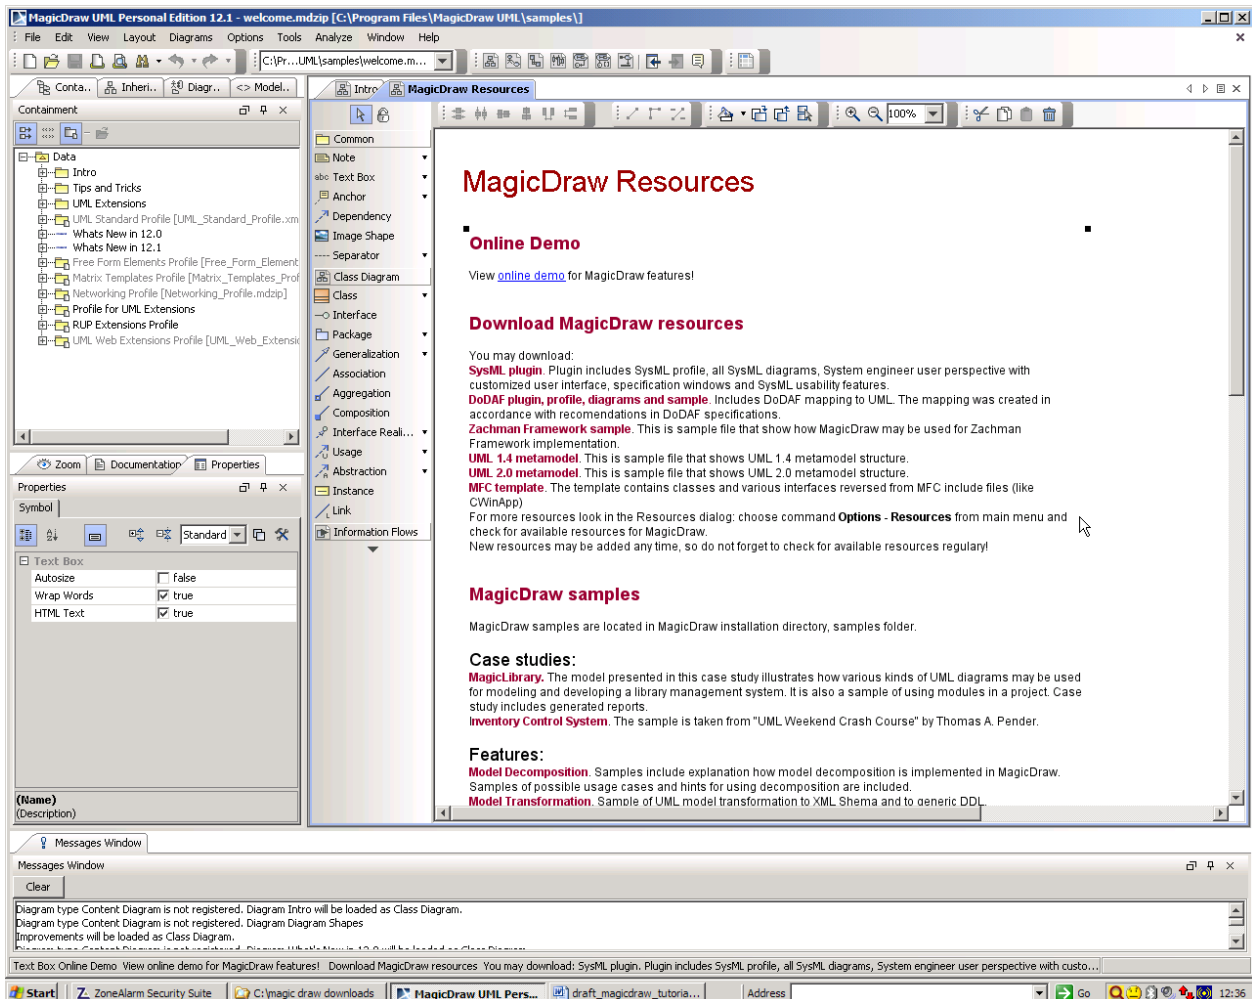 MagicDraw UML Personal Edition 12.1 - welcome.mdzip [C:\Program Files\MagicDraw UML\samples\]
File Edit View Layout Diagrams Options Tools Analyze Window Help
C:\Pr...UML\samples\welcome.m...
Conta.. Inheri.. Diagr.. <> Model..
Containment
Data
Intro
Tips and Tricks
UML Extensions
UML Standard Profile [UML_Standard_Profile.xm
Whats New in 12.0
Whats New in 12.1
Free Form Elements Profile [Free_Form_Element
Matrix Templates Profile [Matrix_Templates_Prof
Networking Profile [Networking_Profile.mdzip]
Profile for UML Extensions
RUP Extensions Profile
UML Web Extensions Profile [UML_Web_Extensio
Zoom Documentation Properties
Properties
Symbol
Standard
Text Box
Autosize false
Wrap Words true
HTML Text true
(Name)
(Description)
Intro MagicDraw Resources
100%
Common
Note
abc Text Box
Anchor
Dependency
Image Shape
Separator
Class Diagram
Class
Interface
Package
Generalization
Association
Aggregation
Composition
Interface Reali...
Usage
Abstraction
Instance
Link
Information Flows
MagicDraw Resources
Online Demo
View online demo for MagicDraw features!
Download MagicDraw resources
You may download:
SysML plugin. Plugin includes SysML profile, all SysML diagrams, System engineer user perspective with
customized user interface, specification windows and SysML usability features.
DoDAF plugin, profile, diagrams and sample. Includes DoDAF mapping to UML. The mapping was created in
accordance with recomendations in DoDAF specifications.
Zachman Framework sample. This is sample file that show how MagicDraw may be used for Zachman
Framework implementation.
UML 1.4 metamodel. This is sample file that shows UML 1.4 metamodel structure.
UML 2.0 metamodel. This is sample file that shows UML 2.0 metamodel structure.
MFC template. The template contains classes and various interfaces reversed from MFC include files (like
CWinApp)
For more resources look in the Resources dialog: choose command Options - Resources from main menu and
check for available resources for MagicDraw.
New resources may be added any time, so do not forget to check for available resources regulary!
MagicDraw samples
MagicDraw samples are located in MagicDraw installation directory, samples folder.
Case studies:
MagicLibrary. The model presented in this case study illustrates how various kinds of UML diagrams may be used
for modeling and developing a library management system. It is also a sample of using modules in a project. Case
study includes generated reports.
Inventory Control System. The sample is taken from "UML Weekend Crash Course" by Thomas A. Pender.
Features:
Model Decomposition. Samples include explanation how model decomposition is implemented in MagicDraw.
Samples of possible usage cases and hints for using decomposition are included.
Model Transformation. Sample of UML model transformation to XML Shema and to generic DDL.
Messages Window
Messages Window
Clear
Diagram type Content Diagram is not registered. Diagram Intro will be loaded as Class Diagram.
Diagram type Content Diagram is not registered. Diagram Diagram Shapes
Improvements will be loaded as Class Diagram.
Diagram type Content Diagram is not registered. Diagram What's New in 12.0 will be loaded as Class Diagram
Text Box Online Demo View online demo for MagicDraw features! Download MagicDraw resources You may download: SysML plugin. Plugin includes SysML profile, all SysML diagrams, System engineer user perspective with custo...
Start ZoneAlarm Security Suite C:\magic draw downloads MagicDraw UML Pers... draft_magicdraw_tutoria... Address Go 12:36